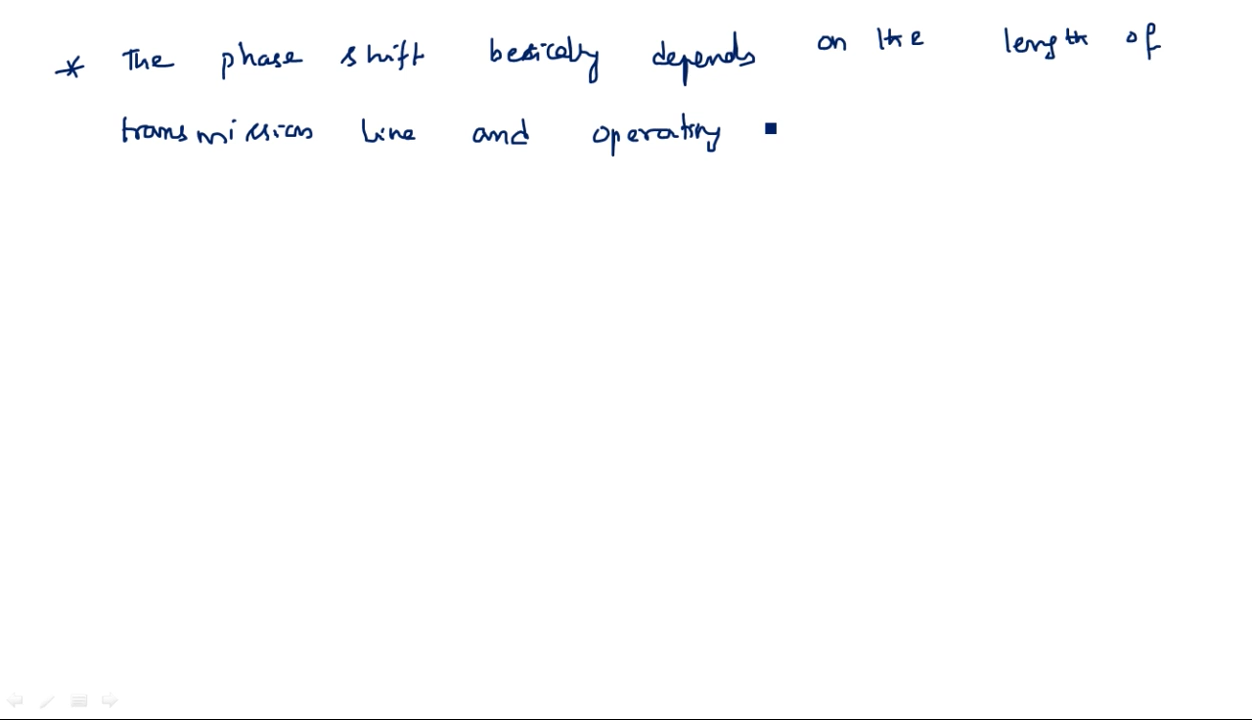 * The phase shift basically depends on the length of
transmission line and operating